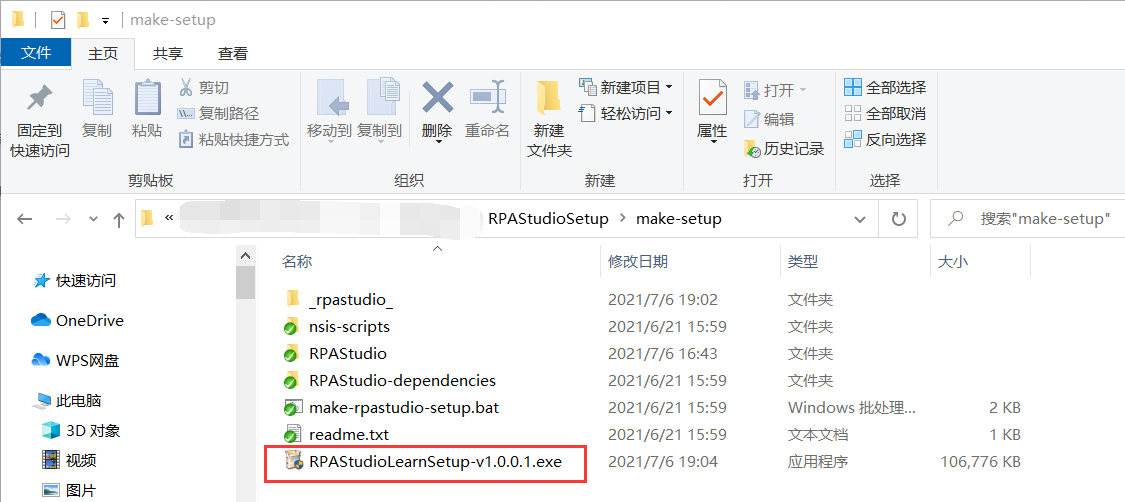 make-setup
文件 主页 共享 查看
剪切 新建项目 打开 全部选择
复制路径 轻松访问 编辑 全部取消
固定到 复制 粘贴 粘贴快捷方式 移动到 复制到 删除 重命名 新建 属性 历史记录 反向选择
快速访问 文件夹
剪贴板 组织 新建 打开 选择
« RPAStudioSetup > make-setup 搜索"make-setup"
名称 修改日期 类型 大小
快速访问 _rpastudio_ 2021/7/6 19:02 文件夹
OneDrive nsis-scripts 2021/6/21 15:59 文件夹
WPS网盘 RPAStudio 2021/7/6 16:43 文件夹
RPAStudio-dependencies 2021/6/21 15:59 文件夹
此电脑 make-rpastudio-setup.bat 2021/6/21 15:59 Windows 批处理... 2 KB
3D 对象 readme.txt 2021/6/21 15:59 文本文档 1 KB
视频 RPAStudioLearnSetup-v1.0.0.1.exe 2021/7/6 19:04 应用程序 106,776 KB
图片